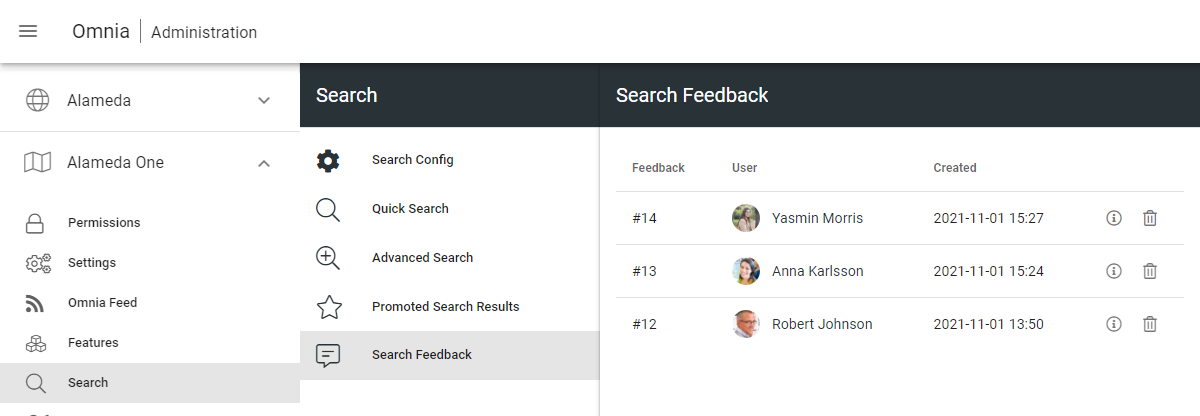 Omnia Administration
Alameda
Alameda One
Permissions
Settings
Omnia Feed
Features
Search
Search
Search Config
Quick Search
Advanced Search
Promoted Search Results
Search Feedback
Search Feedback
Feedback User Created
#14 Yasmin Morris 2021-11-01 15:27
#13 Anna Karlsson 2021-11-01 15:24
#12 Robert Johnson 2021-11-01 13:50